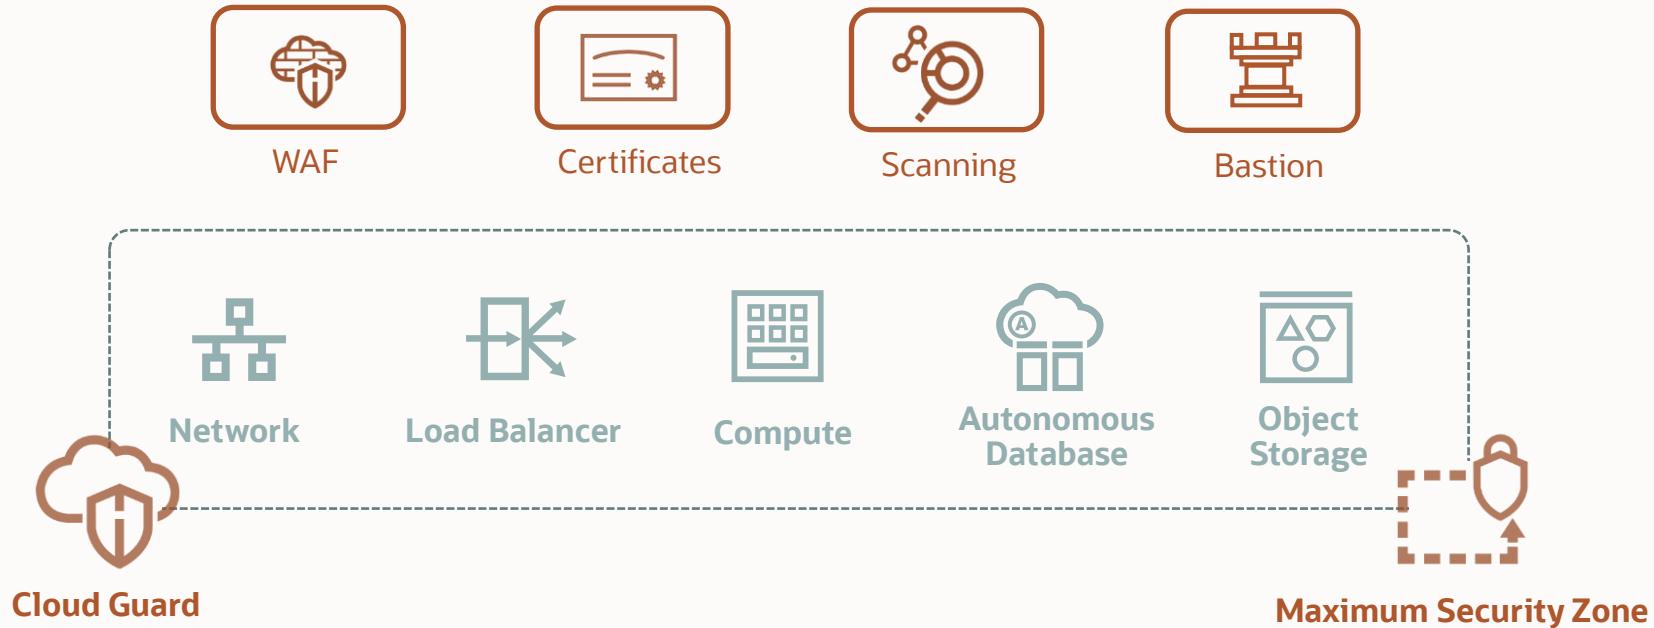 WAF
Certificates
Scanning
Bastion
A
Network
Load Balancer
Compute
Autonomous
Database
Object
Storage
Cloud Guard
Maximum Security Zone